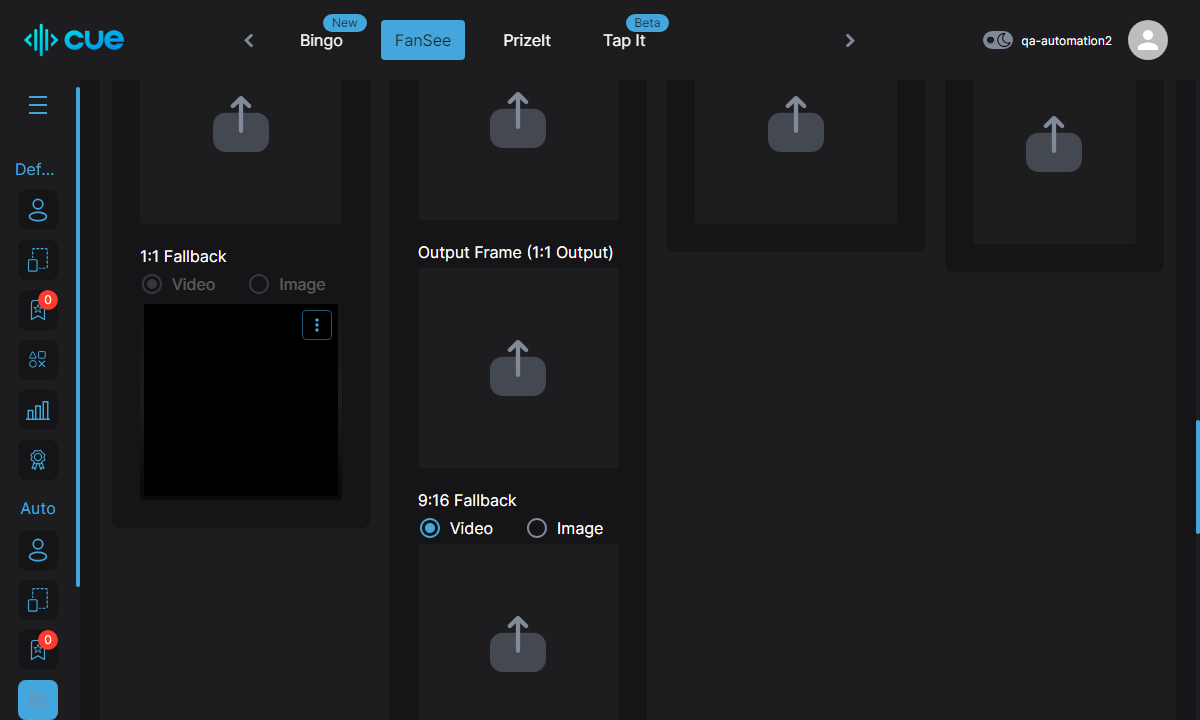 cue
Bingo
New
FanSee
PrizeIt
Tap It
Beta
qa-automation2
Def...
0
Auto
0
1:1 Fallback
Video
Image
Output Frame (1:1 Output)
9:16 Fallback
Video
Image